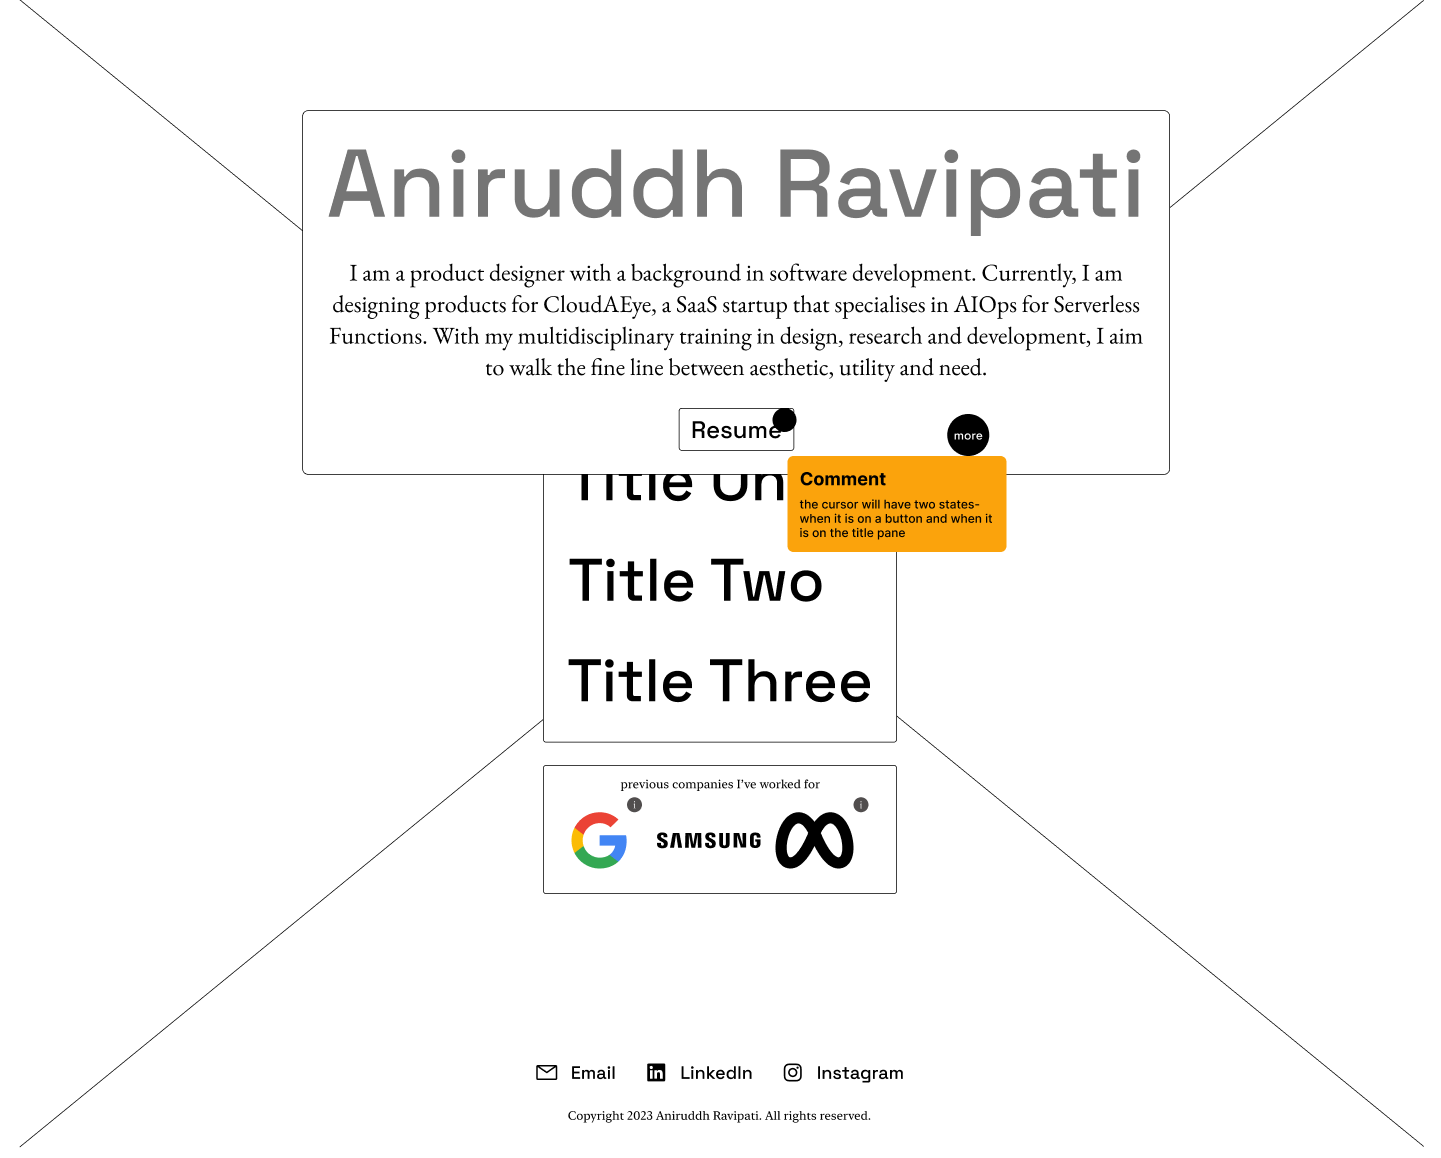 Aniruddh Ravipati
I am a product designer with a background in software development. Currently, I am
designing products for CloudAEye, a SaaS startup that specialises in AIOps for Serverless
Functions. With my multidisciplinary training in design, research and development, I aim
to walk the fine line between aesthetic, utility and need.
Resume
more
Title Un
Comment
the cursor will have two states-
when it is on a button and when it
is on the title pane
Title Two
Title Three
previous companies I've worked for
i
i
SAMSUNG
Email
LinkedIn
Instagram
Copyright 2023 Aniruddh Ravipati. All rights reserved.